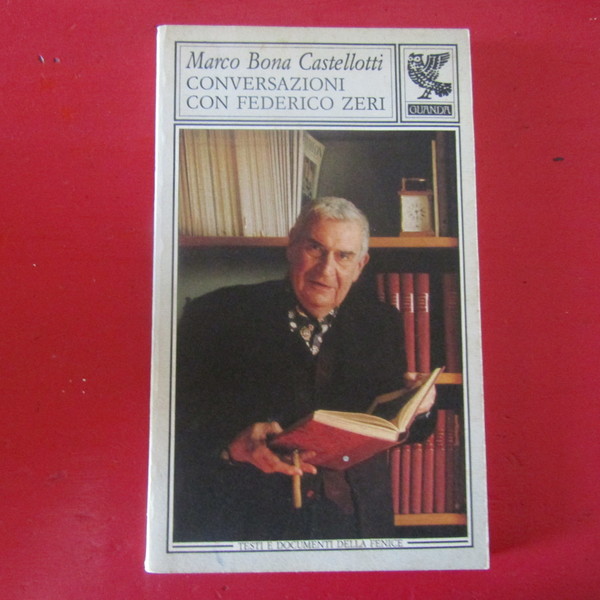 Marco Bona Castellotti
CONVERSAZIONI
CON FEDERICO ZERI
GUANDA
TESTI E DOCUMENTI DELLA FENICE